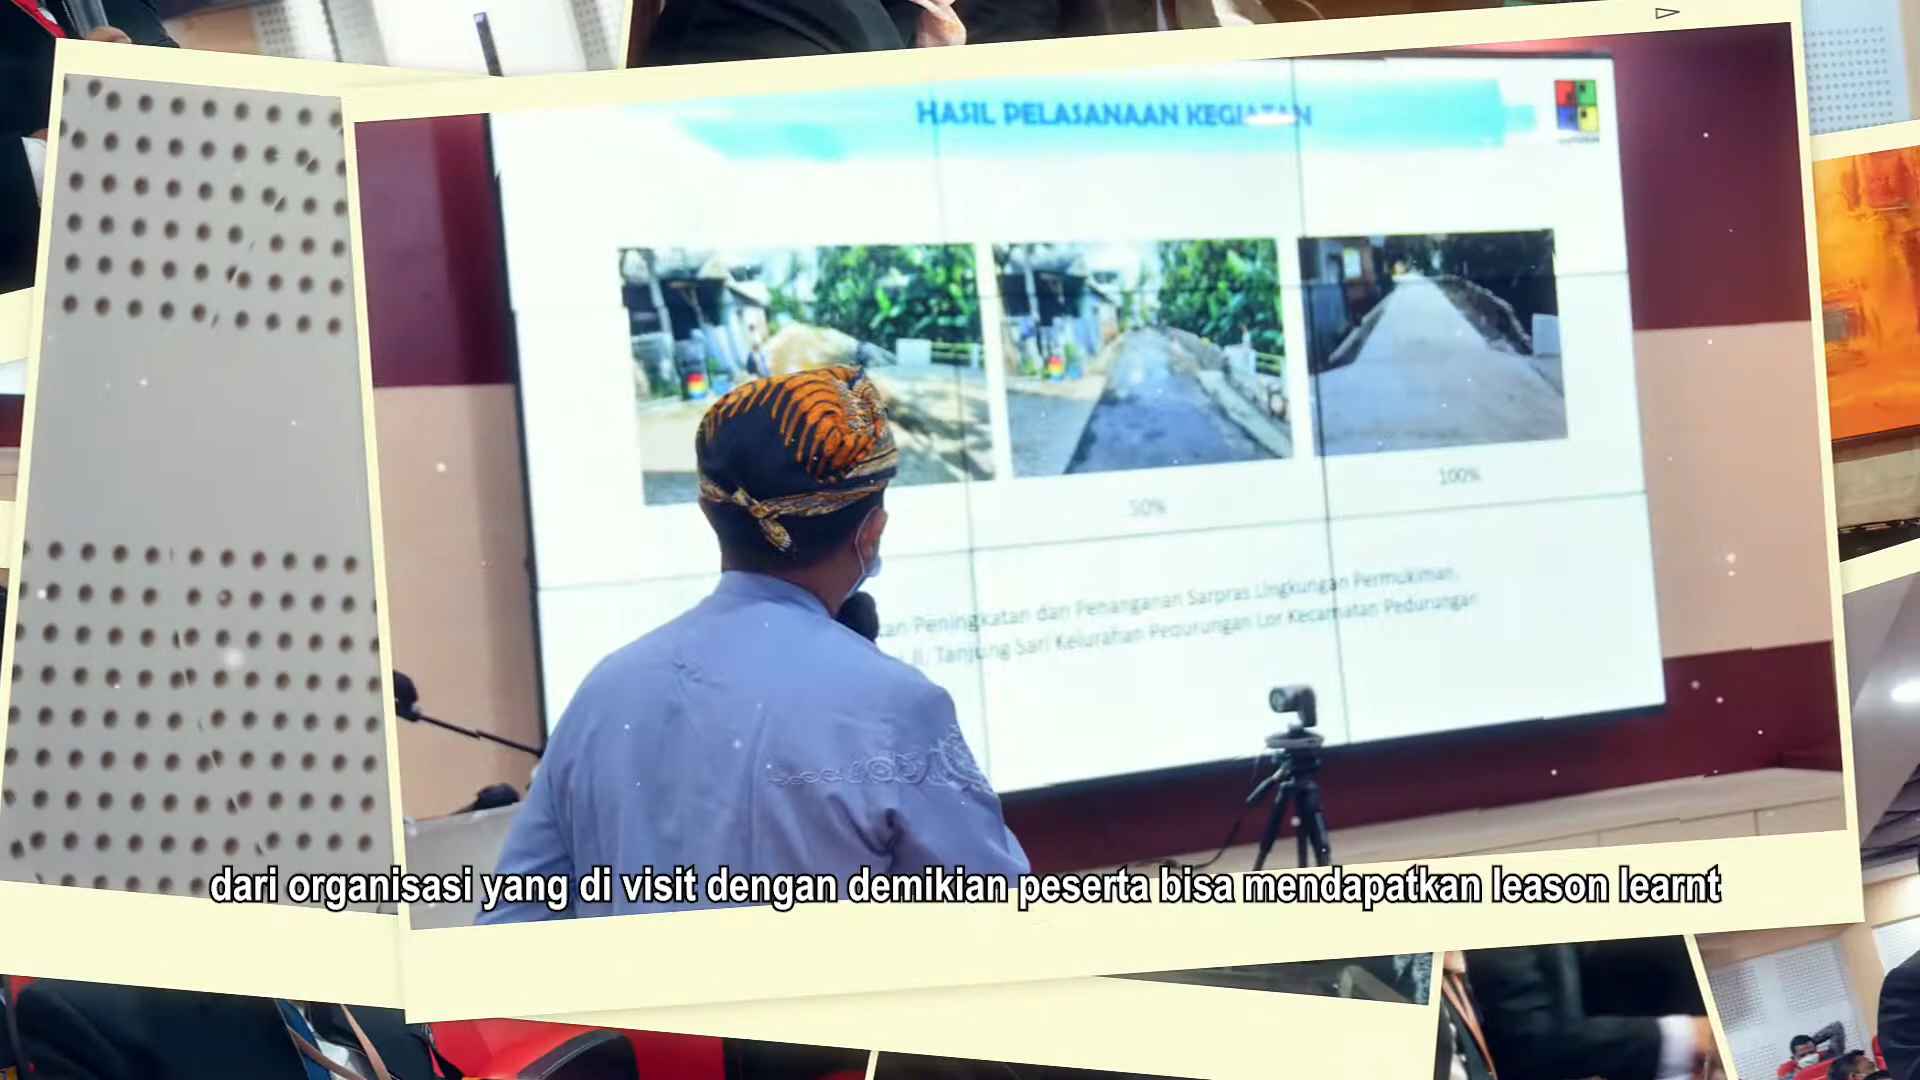 HASIL PELASANAAN KEGIATAN
50%
100%
Peningkatan dan Penanganan Sarpras Lingkungan Permukiman,
Jl. Tanjung Sari Kelurahan Pedurungan Lor Kecamatan Pedurungan
dari organisasi yang di visit dengan demikian peserta bisa mendapatkan leason learnt